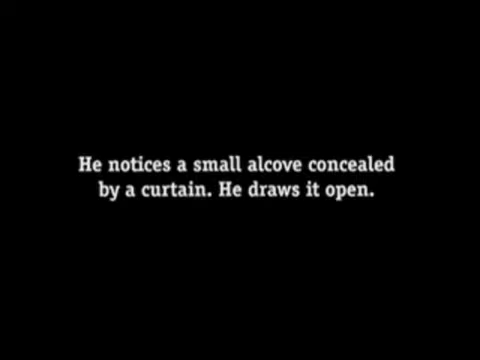 He notices a small alcove concealed
by a curtain. He draws it open.